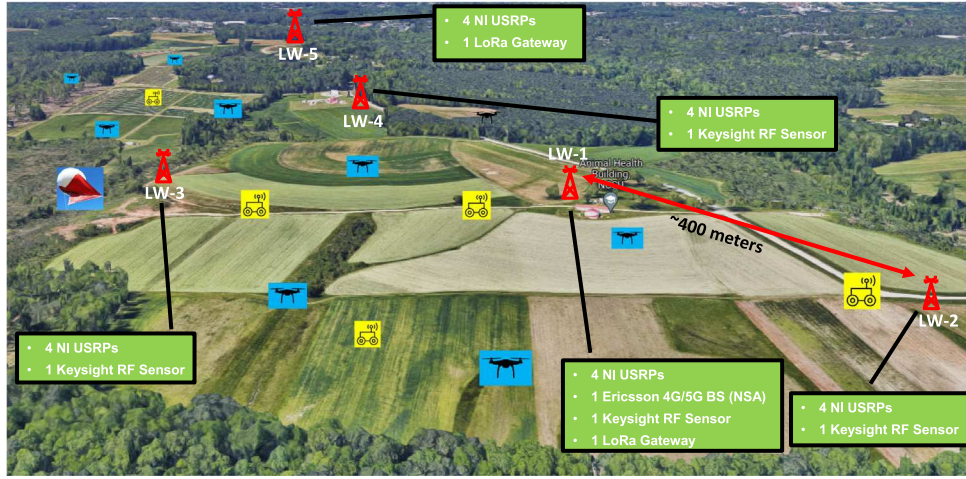 • 4 NI USRPs
• 1 LoRa Gateway
LW-5
• 4 NI USRPs
• 1 Keysight RF Sensor
LW-4
LW-1
Animal Health
Building
NCSU
LW-3
~400 meters
LW-2
• 4 NI USRPs
• 1 Keysight RF Sensor
• 4 NI USRPs
• 1 Ericsson 4G/5G BS (NSA)
• 1 Keysight RF Sensor
• 1 LoRa Gateway
• 4 NI USRPs
• 1 Keysight RF Sensor